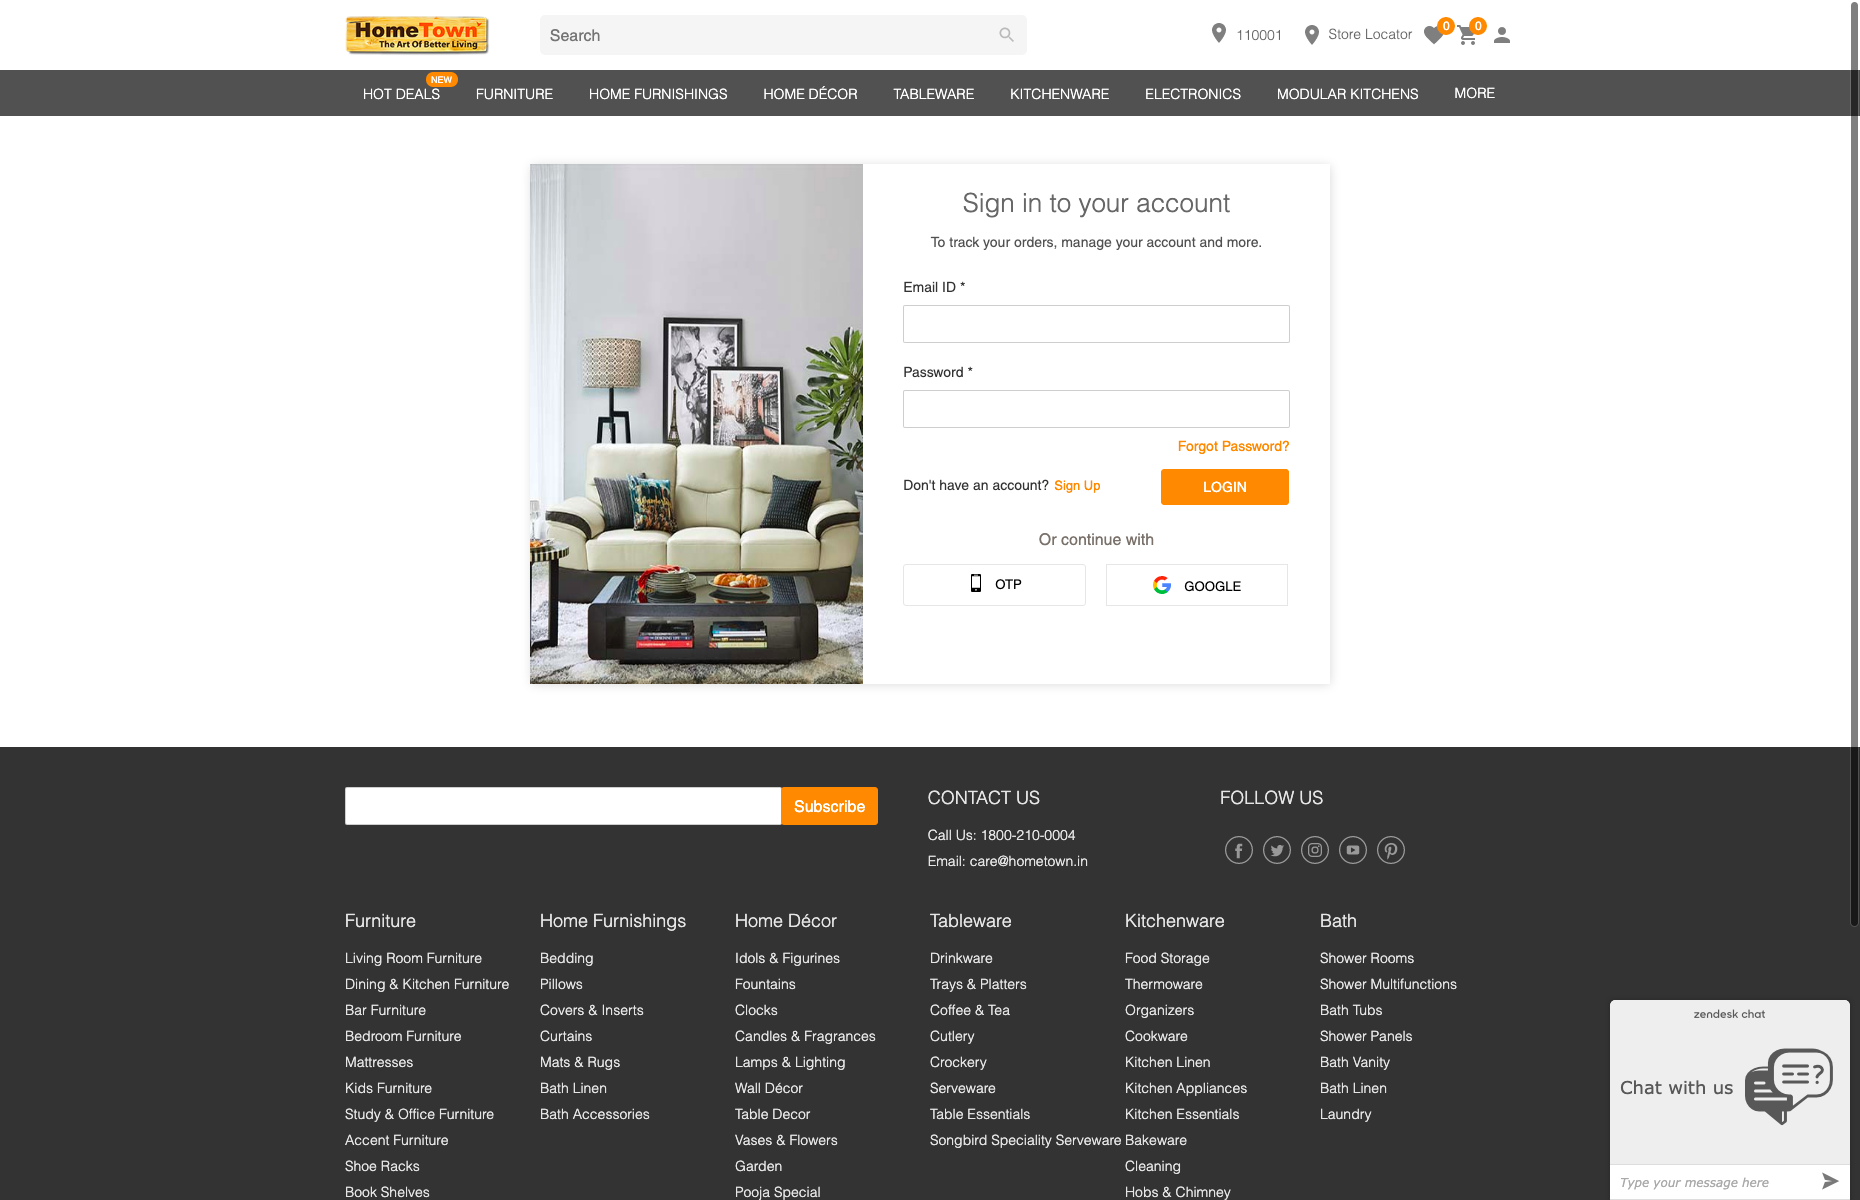 HomeTown
The Art Of Better Living
Search
110001
Store Locator
0
0
NEW
HOT DEALS
FURNITURE
HOME FURNISHINGS
HOME DÉCOR
TABLEWARE
KITCHENWARE
ELECTRONICS
MODULAR KITCHENS
MORE
Sign in to your account
To track your orders, manage your account and more.
Email ID *
Password *
Forgot Password?
Don't have an account? Sign Up
LOGIN
Or continue with
OTP
GOOGLE
Subscribe
CONTACT US
Call Us: 1800-210-0004
Email: care@hometown.in
FOLLOW US
Furniture
Living Room Furniture
Dining & Kitchen Furniture
Bar Furniture
Bedroom Furniture
Mattresses
Kids Furniture
Study & Office Furniture
Accent Furniture
Shoe Racks
Book Shelves
Home Furnishings
Bedding
Pillows
Covers & Inserts
Curtains
Mats & Rugs
Bath Linen
Bath Accessories
Home Décor
Idols & Figurines
Fountains
Clocks
Candles & Fragrances
Lamps & Lighting
Wall Décor
Table Decor
Vases & Flowers
Garden
Pooja Special
Tableware
Drinkware
Trays & Platters
Coffee & Tea
Cutlery
Crockery
Serveware
Table Essentials
Songbird Speciality Serveware
Kitchenware
Food Storage
Thermoware
Organizers
Cookware
Kitchen Linen
Kitchen Appliances
Kitchen Essentials
Bakeware
Cleaning
Hobs & Chimney
Bath
Shower Rooms
Shower Multifunctions
Bath Tubs
Shower Panels
Bath Vanity
Bath Linen
Laundry
zendesk chat
Chat with us
Type your message here